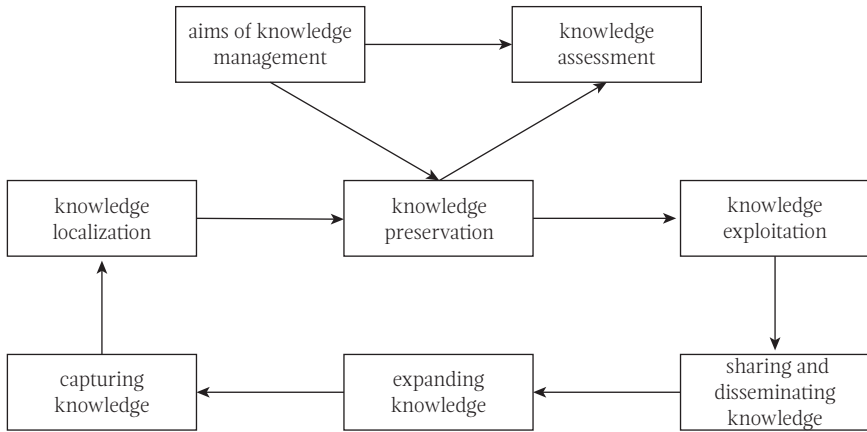 aims of knowledge
management
knowledge
assessment
knowledge
localization
knowledge
preservation
knowledge
exploitation
capturing
knowledge
expanding
knowledge
sharing and
disseminating
knowledge